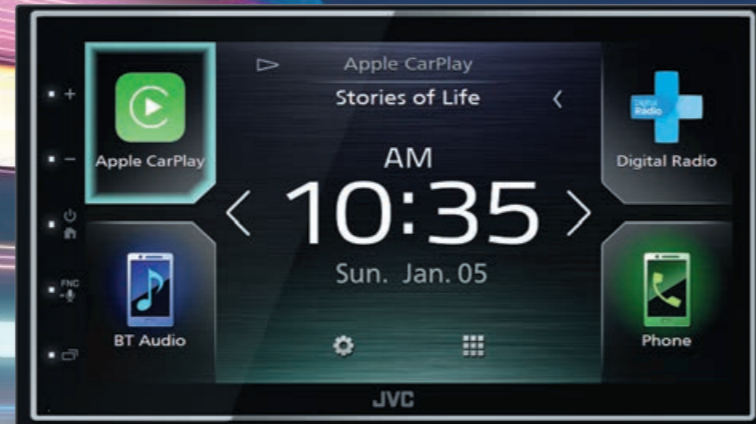 Apple CarPlay
Stories of Life
Apple CarPlay
AM
10:35
Sun. Jan. 05
Digital Radio
Digital Radio
BT Audio
Phone
+
−
FNC
JVC